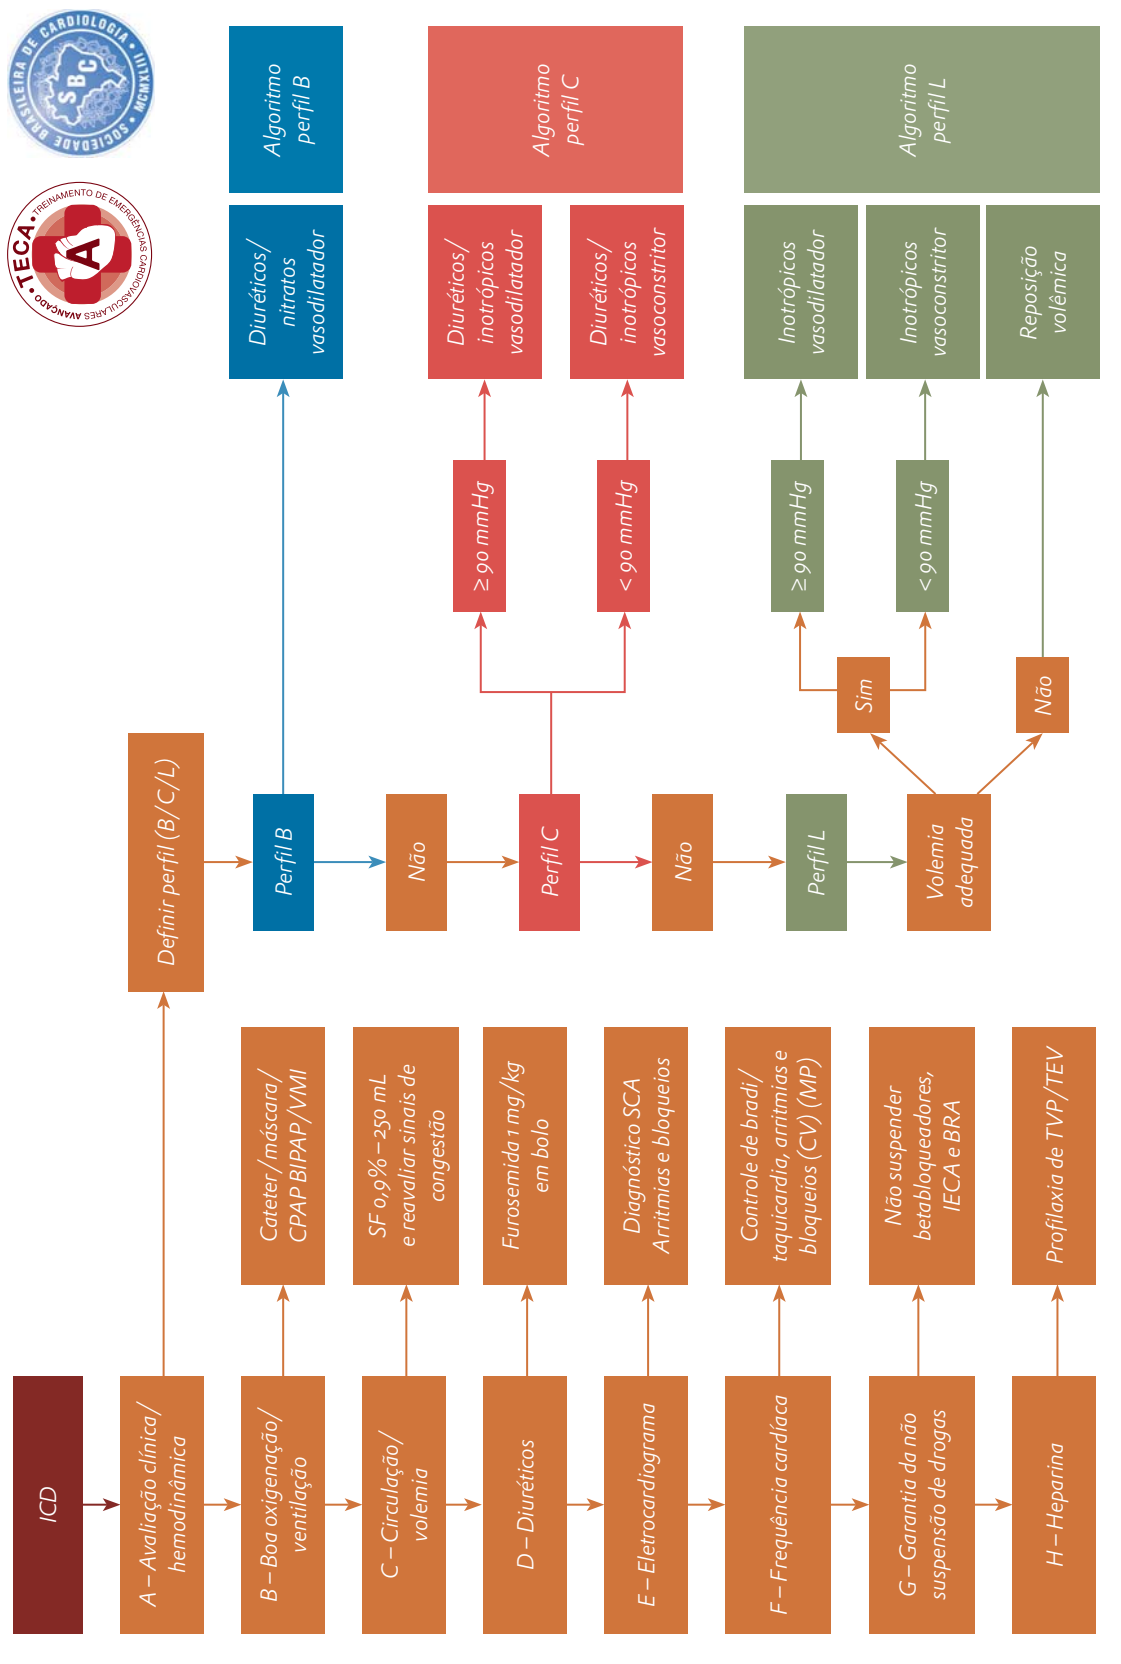 ICD
A – Avaliação clínica/
hemodinâmica
B – Boa oxigenação/
ventilação
C – Circulação/
volemia
D – Diuréticos
E – Eletrocardiograma
F – Frequência cardíaca
G – Garantia da não
suspensão de drogas
H – Heparina
Cateter/máscara/
CPAP BIPAP/VMI
SF 0,9% – 250 mL
e reavaliar sinais de
congestão
Furosemida 1 mg/kg
em bolo
Diagnóstico SCA
Arritmias e bloqueios
Controle de bradi/
taquicardia, arritmias e
bloqueios (CV) (MP)
Não suspender
betabloqueadores,
IECA e BRA
Profilaxia de TVP/TEV
Definir perfil (B/C/L)
Perfil B
Não
Perfil C
Não
Perfil L
Volemia
adequada
Sim
Não
≥ 90 mmHg
< 90 mmHg
≥ 90 mmHg
< 90 mmHg
Diuréticos/
nitratos
vasodilatador
Diuréticos/
inotrópicos
vasodilatador
Diuréticos/
inotrópicos
vasoconstritor
Inotrópicos
vasodilatador
Inotrópicos
vasoconstritor
Reposição
volêmica
Algoritmo
perfil B
Algoritmo
perfil C
Algoritmo
perfil L
TECA • TREINAMENTO DE EMERGÊNCIAS CARDIOVASCULARES AVANÇADO •
A
SOCIEDADE BRASILEIRA DE CARDIOLOGIA • MCMXLIII •
SBC